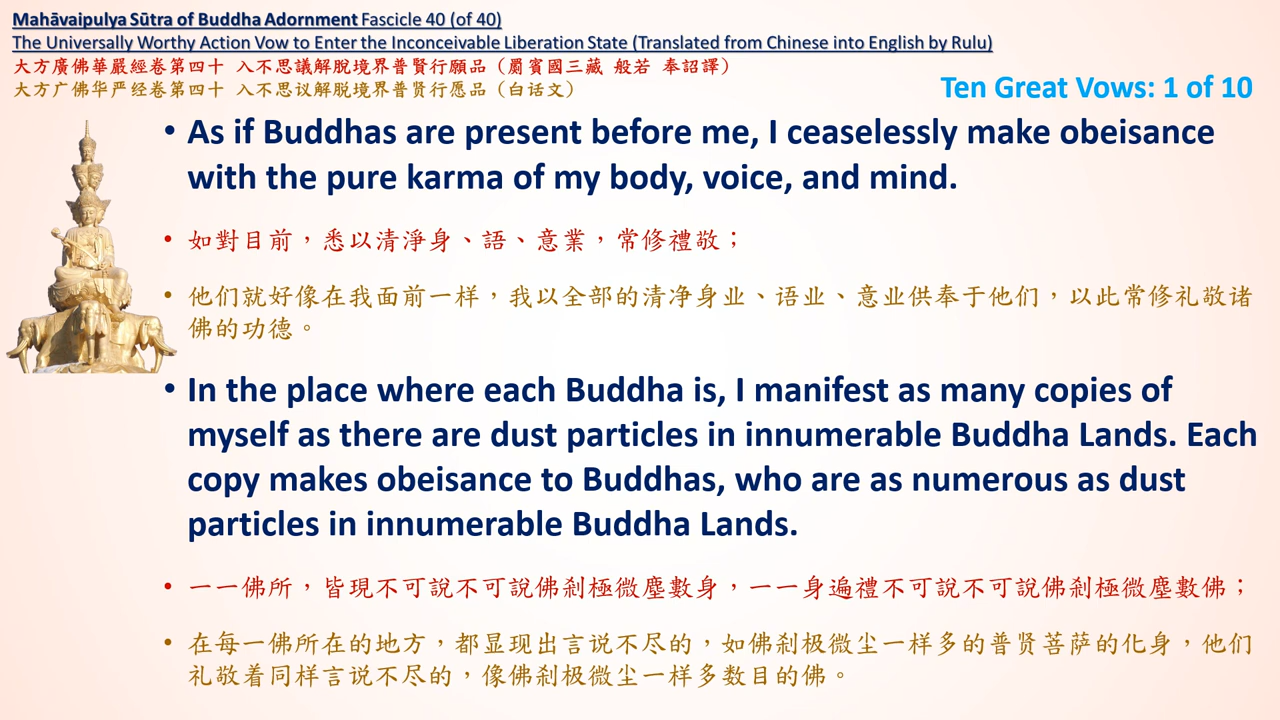 Mahāvaipulya Sūtra of Buddha Adornment Fascicle 40 (of 40)
The Universally Worthy Action Vow to Enter the Inconceivable Liberation State (Translated from Chinese into English by Rulu)
大方廣佛華嚴經卷第四十 入不思議解脫境界普賢行願品（罽賓國三藏 般若 奉詔譯）
大方广佛华严经卷第四十 入不思议解脱境界普贤行愿品（白话文）
Ten Great Vows: 1 of 10
• As if Buddhas are present before me, I ceaselessly make obeisance
with the pure karma of my body, voice, and mind.
• 如對目前，悉以清淨身、語、意業，常修禮敬；
• 他们就好像在我面前一样，我以全部的清净身业、语业、意业供奉于他们，以此常修礼敬诸
佛的功德。
• In the place where each Buddha is, I manifest as many copies of
myself as there are dust particles in innumerable Buddha Lands. Each
copy makes obeisance to Buddhas, who are as numerous as dust
particles in innumerable Buddha Lands.
• 一一佛所，皆現不可說不可說佛剎極微塵數身，一一身遍禮不可說不可說佛剎極微塵數佛；
• 在每一佛所在的地方，都显现出言说不尽的，如佛刹极微尘一样多的普贤菩萨的化身，他们
礼敬着同样言说不尽的，像佛刹极微尘一样多数目的佛。